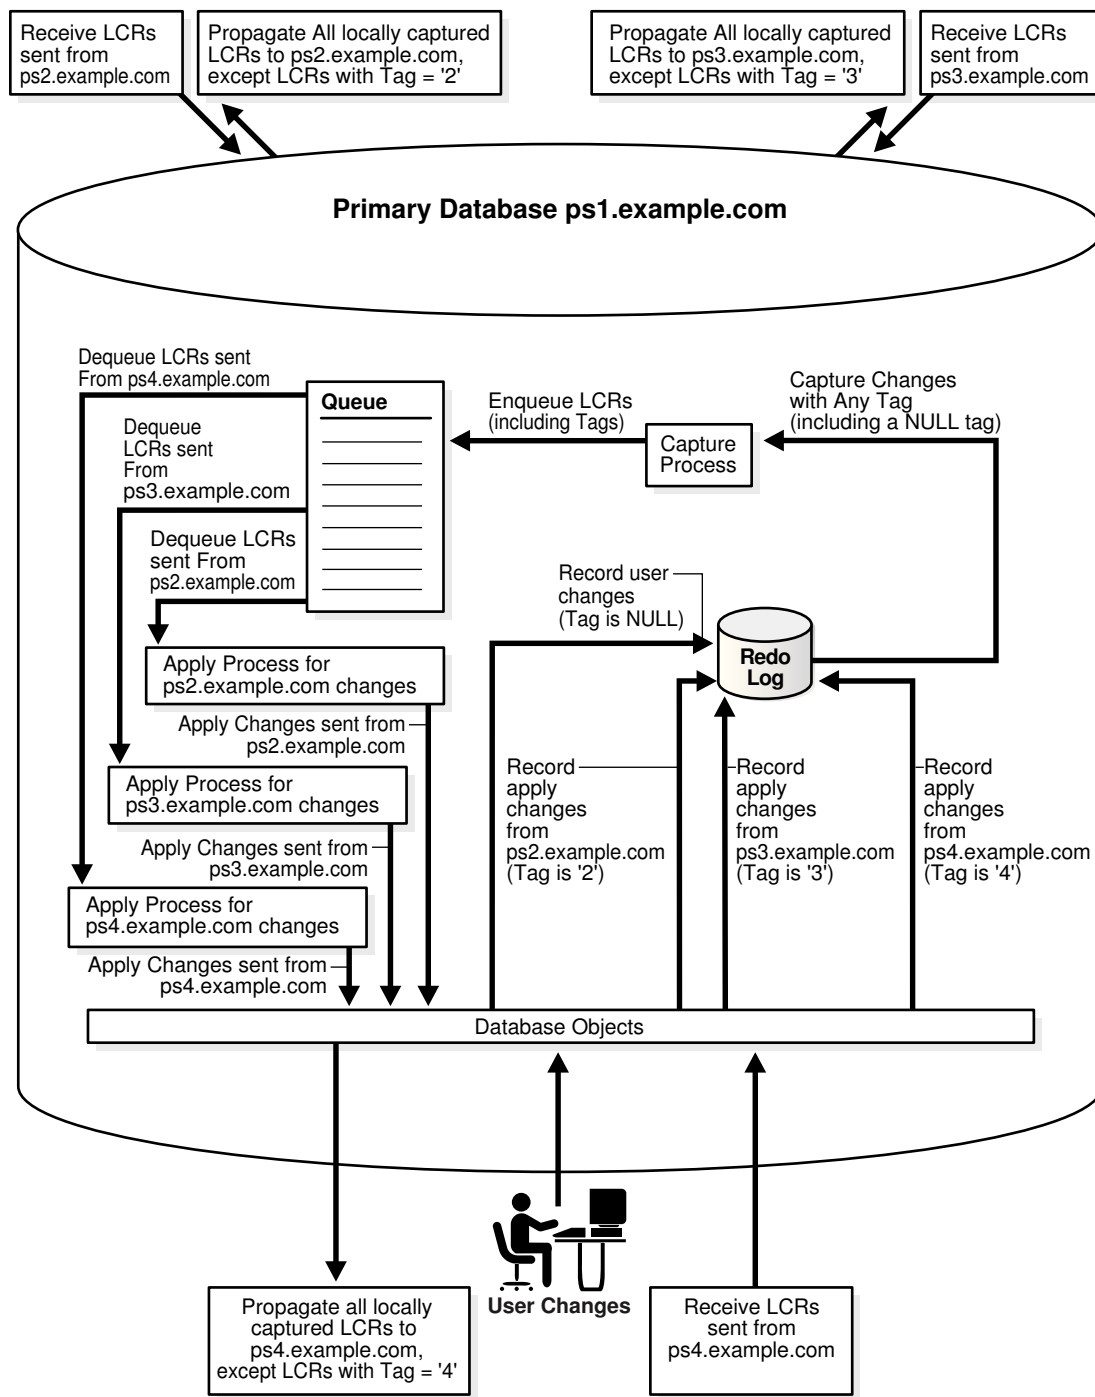 Receive LCRs
sent from
ps2.example.com
Propagate All locally captured
LCRs to ps2.example.com,
except LCRs with Tag = '2'
Propagate All locally captured
LCRs to ps3.example.com,
except LCRs with Tag = '3'
Receive LCRs
sent from
ps3.example.com
Primary Database ps1.example.com
Dequeue LCRs sent
From ps4.example.com
Dequeue
LCRs sent
From
ps3.example.com
Dequeue LCRs
sent From
ps2.example.com
Queue
Enqueue LCRs
(including Tags)
Capture
Process
Capture Changes
with Any Tag
(including a NULL tag)
Record user
changes
(Tag is NULL)
Redo
Log
Apply Process for
ps2.example.com changes
Apply Changes sent from
ps2.example.com
Apply Process for
ps3.example.com changes
Apply Changes sent from
ps3.example.com
Apply Process for
ps4.example.com changes
Apply Changes sent from
ps4.example.com
Record
apply
changes
from
ps2.example.com
(Tag is '2')
Record
apply
changes
from
ps3.example.com
(Tag is '3')
Record
apply
changes
from
ps4.example.com
(Tag is '4')
Database Objects
Propagate all locally
captured LCRs to
ps4.example.com,
except LCRs with Tag = '4'
User Changes
Receive LCRs
sent from
ps4.example.com